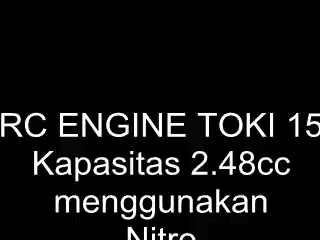 RC ENGINE TOKI 15
Kapasitas 2.48cc
menggunakan
Nitro